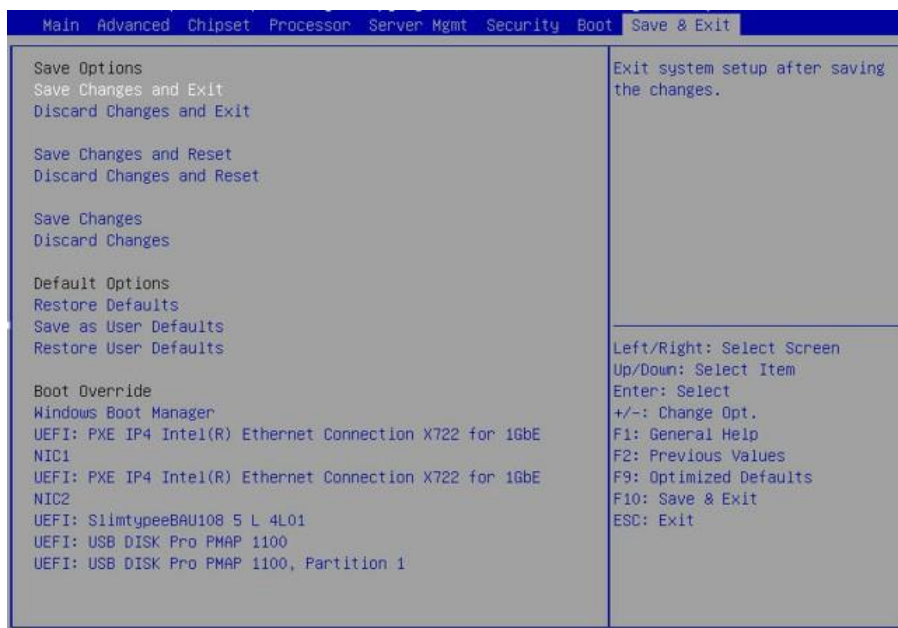 Main Advanced Chipset Processor Server Mgmt Security Boot Save & Exit
Save Options
Save Changes and Exit
Discard Changes and Exit
Save Changes and Reset
Discard Changes and Reset
Save Changes
Discard Changes
Default Options
Restore Defaults
Save as User Defaults
Restore User Defaults
Boot Override
Windows Boot Manager
UEFI: PXE IP4 Intel(R) Ethernet Connection X722 for 1GbE
NIC1
UEFI: PXE IP4 Intel(R) Ethernet Connection X722 for 1GbE
NIC2
UEFI: SlimtypeeBAU108 5 L 4L01
UEFI: USB DISK Pro PMAP 1100
UEFI: USB DISK Pro PMAP 1100, Partition 1
Exit system setup after saving
the changes.
Left/Right: Select Screen
Up/Down: Select Item
Enter: Select
+/-: Change Opt.
F1: General Help
F2: Previous Values
F9: Optimized Defaults
F10: Save & Exit
ESC: Exit